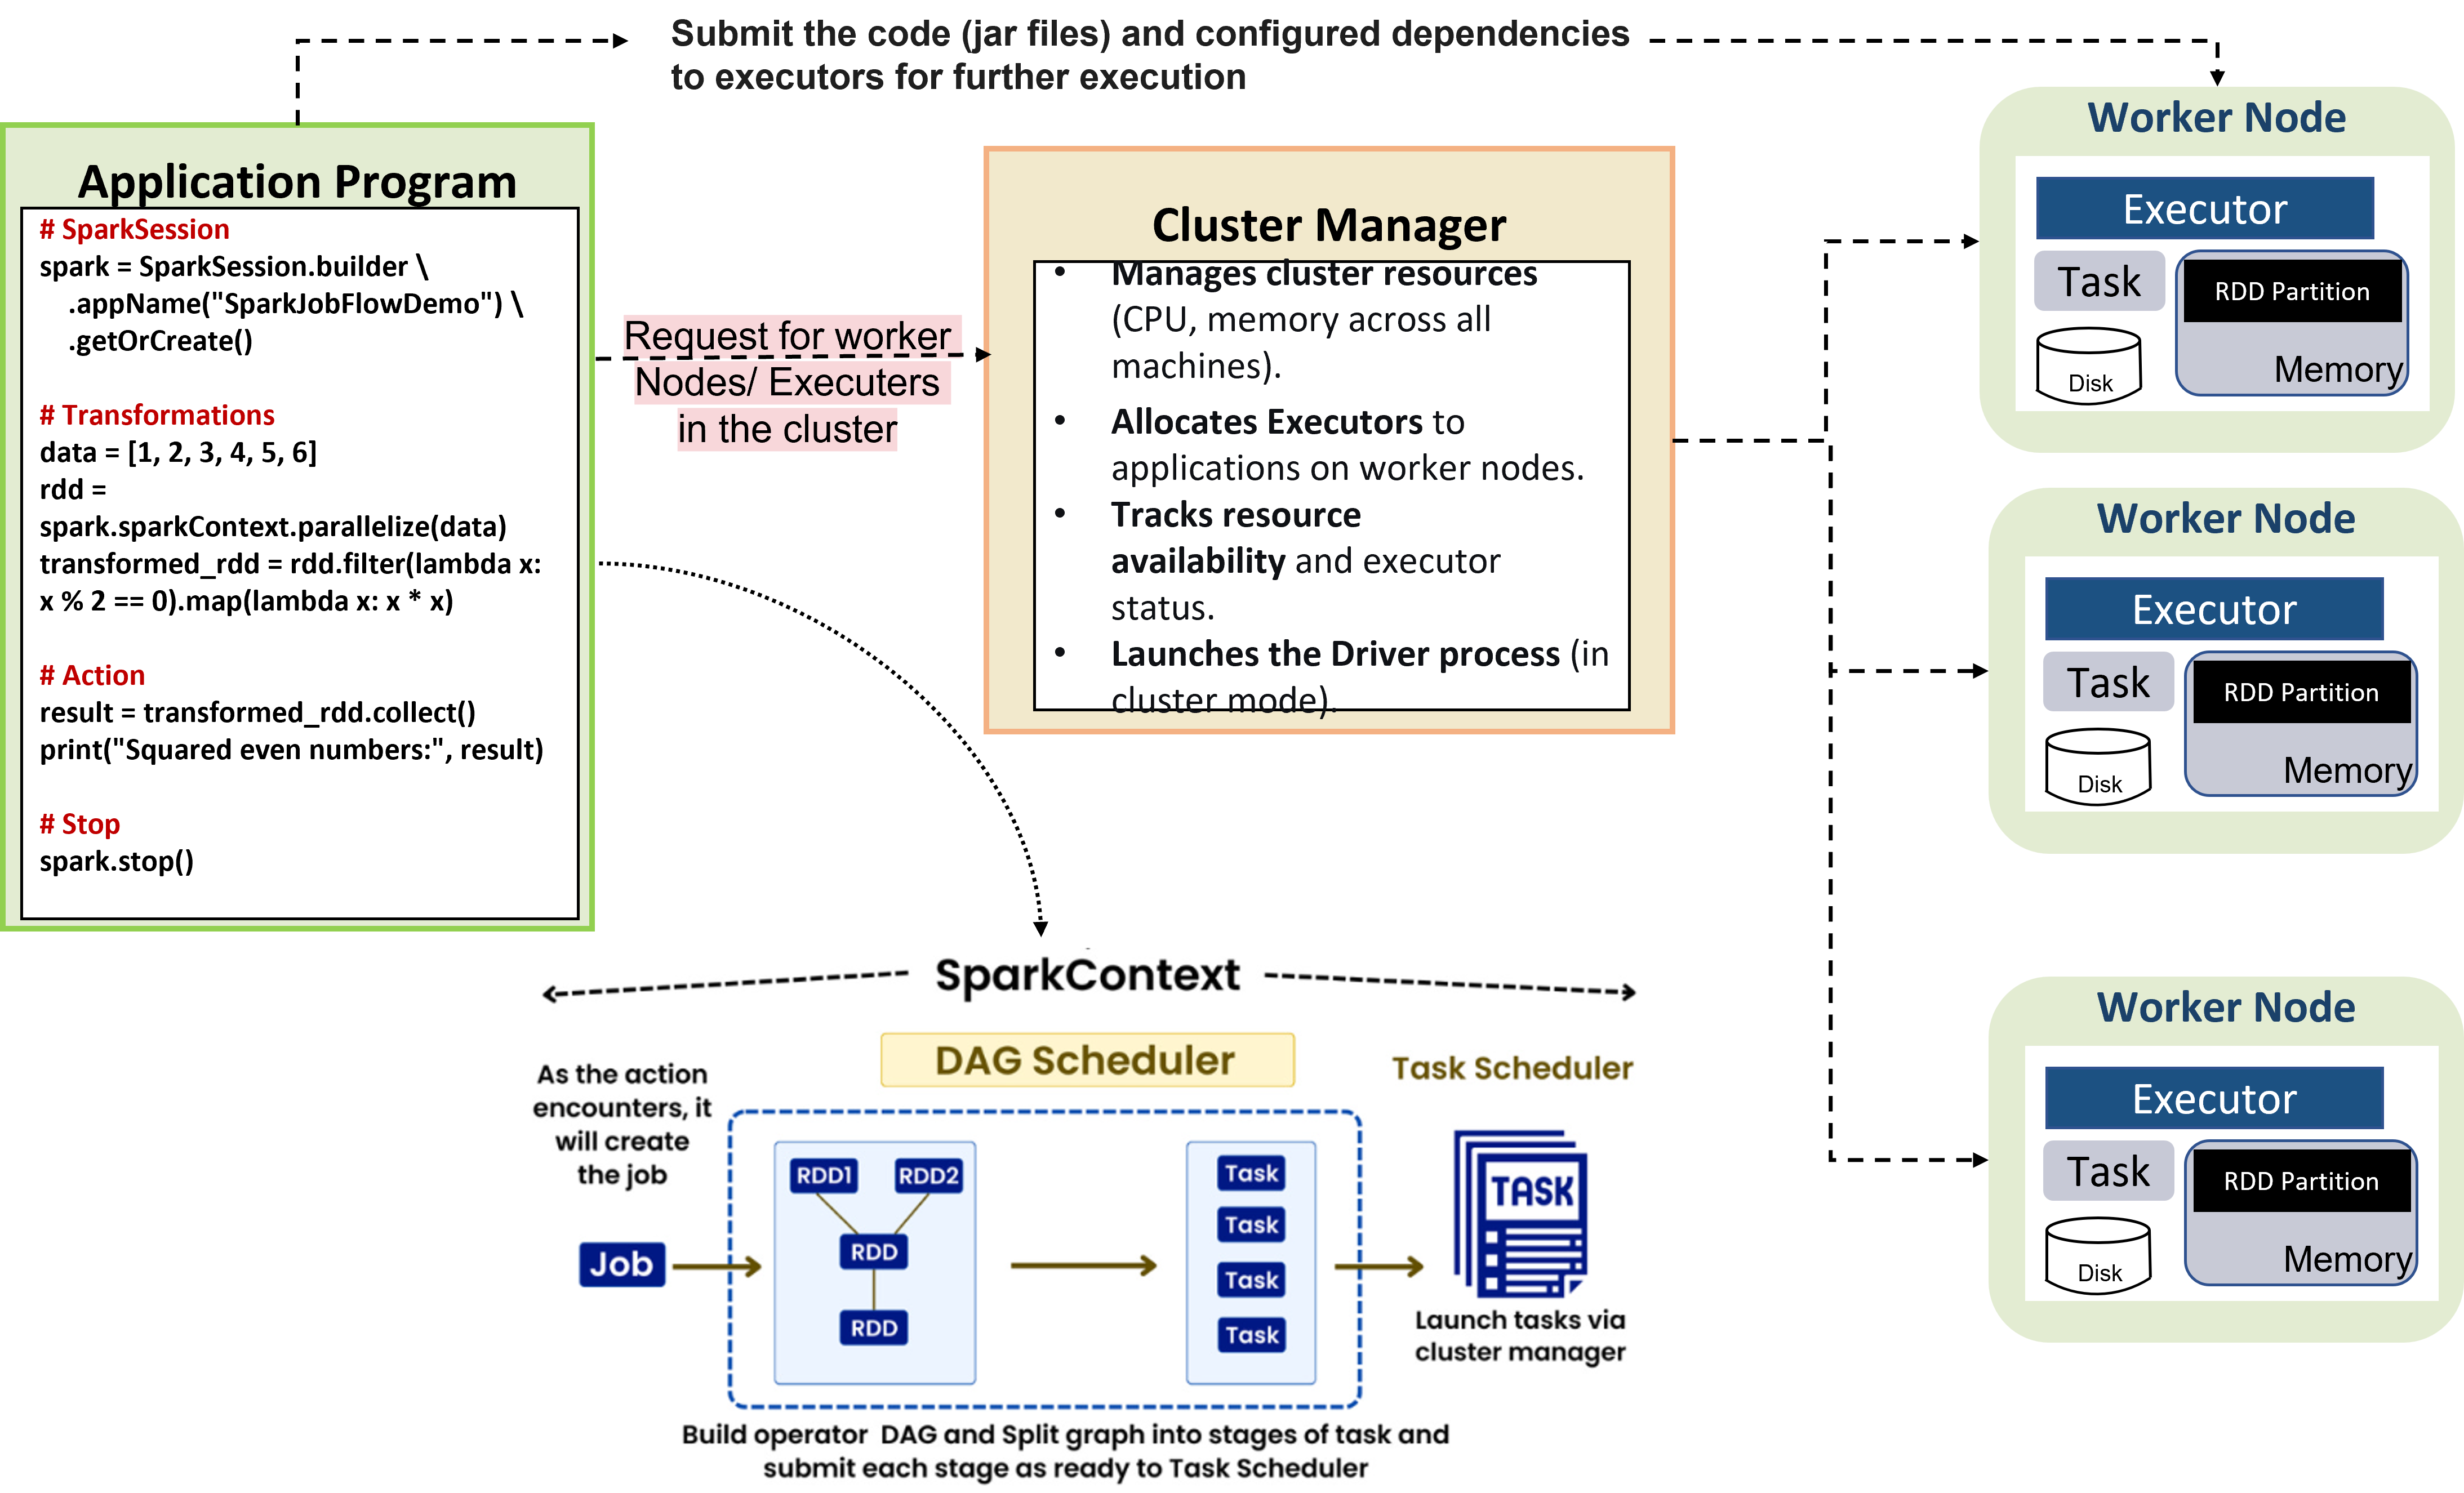 Submit the code (jar files) and configured dependencies
to executors for further execution
Application Program
# SparkSession
spark = SparkSession.builder \
.appName("SparkJobFlowDemo") \
.getOrCreate()
# Transformations
data = [1, 2, 3, 4, 5, 6]
rdd =
spark.sparkContext.parallelize(data)
transformed_rdd = rdd.filter(lambda x:
x % 2 == 0).map(lambda x: x * x)
# Action
result = transformed_rdd.collect()
print("Squared even numbers:", result)
# Stop
spark.stop()
Request for worker
Nodes/ Executers
in the cluster
Cluster Manager
• Manages cluster resources
(CPU, memory across all
machines).
• Allocates Executors to
applications on worker nodes.
• Tracks resource
availability and executor
status.
• Launches the Driver process (in
cluster mode).
Worker Node
Executor
Task
RDD Partition
Disk
Memory
Worker Node
Executor
Task
RDD Partition
Disk
Memory
Worker Node
Executor
Task
RDD Partition
Disk
Memory
SparkContext
As the action
encounters, it
will create
the job
Job
DAG Scheduler
RDD1
RDD2
RDD
RDD
Task
Task
Task
Task
Build operator DAG and Split graph into stages of task and
submit each stage as ready to Task Scheduler
Task Scheduler
TASK
Launch tasks via
cluster manager